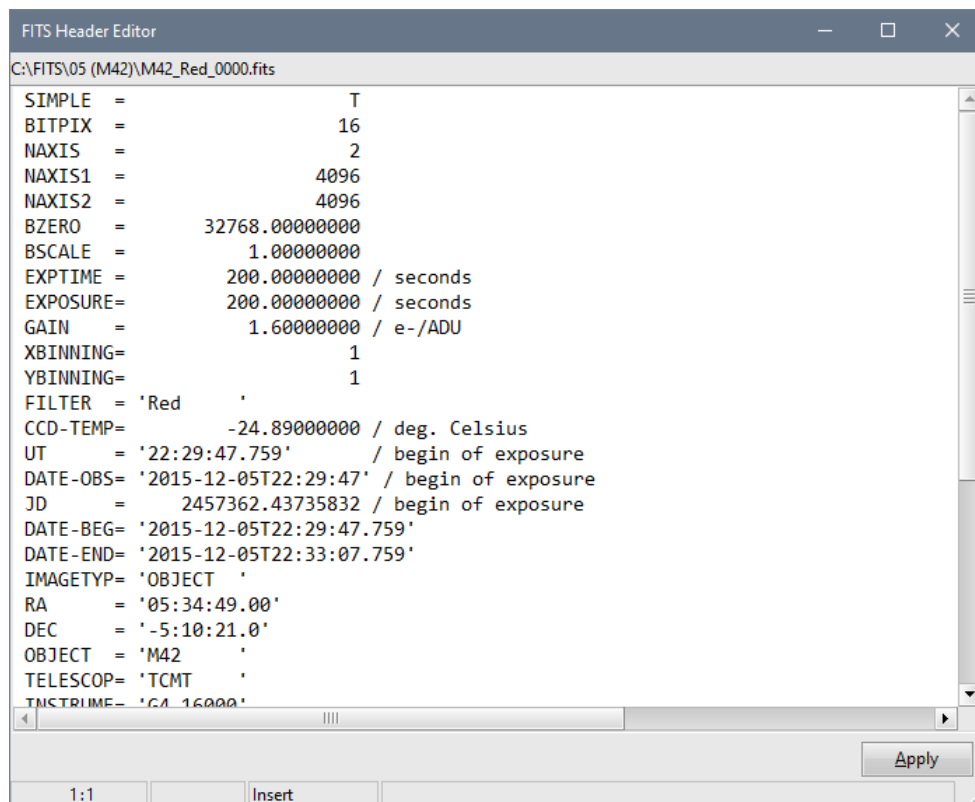 FITS Header Editor
C:\FITS\05 (M42)\M42_Red_0000.fits
SIMPLE  =                    T
BITPIX  =                   16
NAXIS   =                    2
NAXIS1  =                 4096
NAXIS2  =                 4096
BZERO   =       32768.00000000
BSCALE  =           1.00000000
EXPTIME =         200.00000000 / seconds
EXPOSURE=         200.00000000 / seconds
GAIN    =           1.60000000 / e-/ADU
XBINNING=                    1
YBINNING=                    1
FILTER  = 'Red     '
CCD-TEMP=         -24.89000000 / deg. Celsius
UT      = '22:29:47.759'       / begin of exposure
DATE-OBS= '2015-12-05T22:29:47' / begin of exposure
JD      =     2457362.43735832 / begin of exposure
DATE-BEG= '2015-12-05T22:29:47.759'
DATE-END= '2015-12-05T22:33:07.759'
IMAGETYP= 'OBJECT  '
RA      = '05:34:49.00'
DEC     = '-5:10:21.0'
OBJECT  = 'M42     '
TELESCOP= 'TCMT    '
INSTRUME= 'G4 16000'
Apply
1:1 Insert